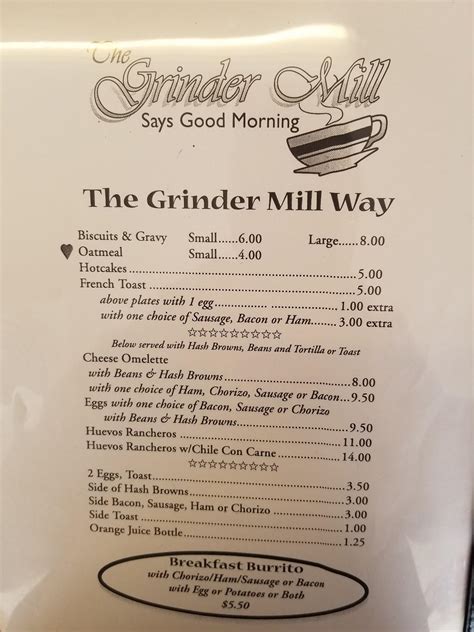 The
Grinder Mill
Says Good Morning
The Grinder Mill Way
Biscuits & Gravy Small......6.00 Large.....8.00
Oatmeal Small......4.00
Hotcakes.....................................................5.00
French Toast................................................5.00
above plates with 1 egg............................1.00 extra
with one choice of Sausage, Bacon or Ham.....3.00 extra
☆☆☆☆☆☆☆☆☆☆
Below served with Hash Browns, Beans and Tortilla or Toast
Cheese Omelette
with Beans & Hash Browns............................8.00
with one choice of Ham, Chorizo, Sausage or Bacon...9.50
Eggs with one choice of Bacon, Sausage or Chorizo
with Beans & Hash Browns............................9.50
Huevos Rancheros........................................11.00
Huevos Rancheros w/Chile Con Carne................14.00
☆☆☆☆☆☆☆☆☆☆
2 Eggs, Toast................................................3.50
Side of Hash Browns......................................3.00
Side Bacon, Sausage, Ham or Chorizo...............3.00
Side Toast....................................................1.00
Orange Juice Bottle........................................1.25
Breakfast Burrito
with Chorizo/Ham/Sausage or Bacon
with Egg or Potatoes or Both
$5.50